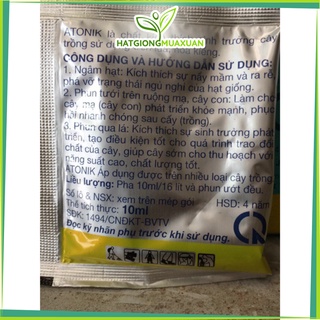 HATGIONGMUAXUAN
ATONIK là chất sinh trưởng cây
trồng sử dụng
CÔNG DỤNG VÀ HƯỚNG DẪN SỬ DỤNG:
1. Ngâm hạt: Kích thích sự nảy mầm và ra rễ,
phá vỡ trạng thái ngủ nghỉ của hạt giống.
2. Phun tưới trên ruộng mạ, cây con: Làm cho
cây mạ (cây con) phát triển khỏe mạnh, phục
hồi nhanh chóng sau cấy (trồng).
3. Phun qua lá: Kích thích sự sinh trưởng phát
triển, tạo điều kiện tốt cho quá trình trao đổi
chất của cây, giúp cây sớm cho thu hoạch với
năng suất cao, chất lượng tốt.
ATONIK Áp dụng được trên nhiều loại cây trồng.
Liều lượng: Pha 10ml/16 lít và phun ướt đều.
Số lô & NSX: xem trên mép gói HSD: 4 năm
Thể tích thực: 10ml
SĐK: 1494/CNĐKT-BVTV
Đọc kỹ nhãn phụ trước khi sử dụng.